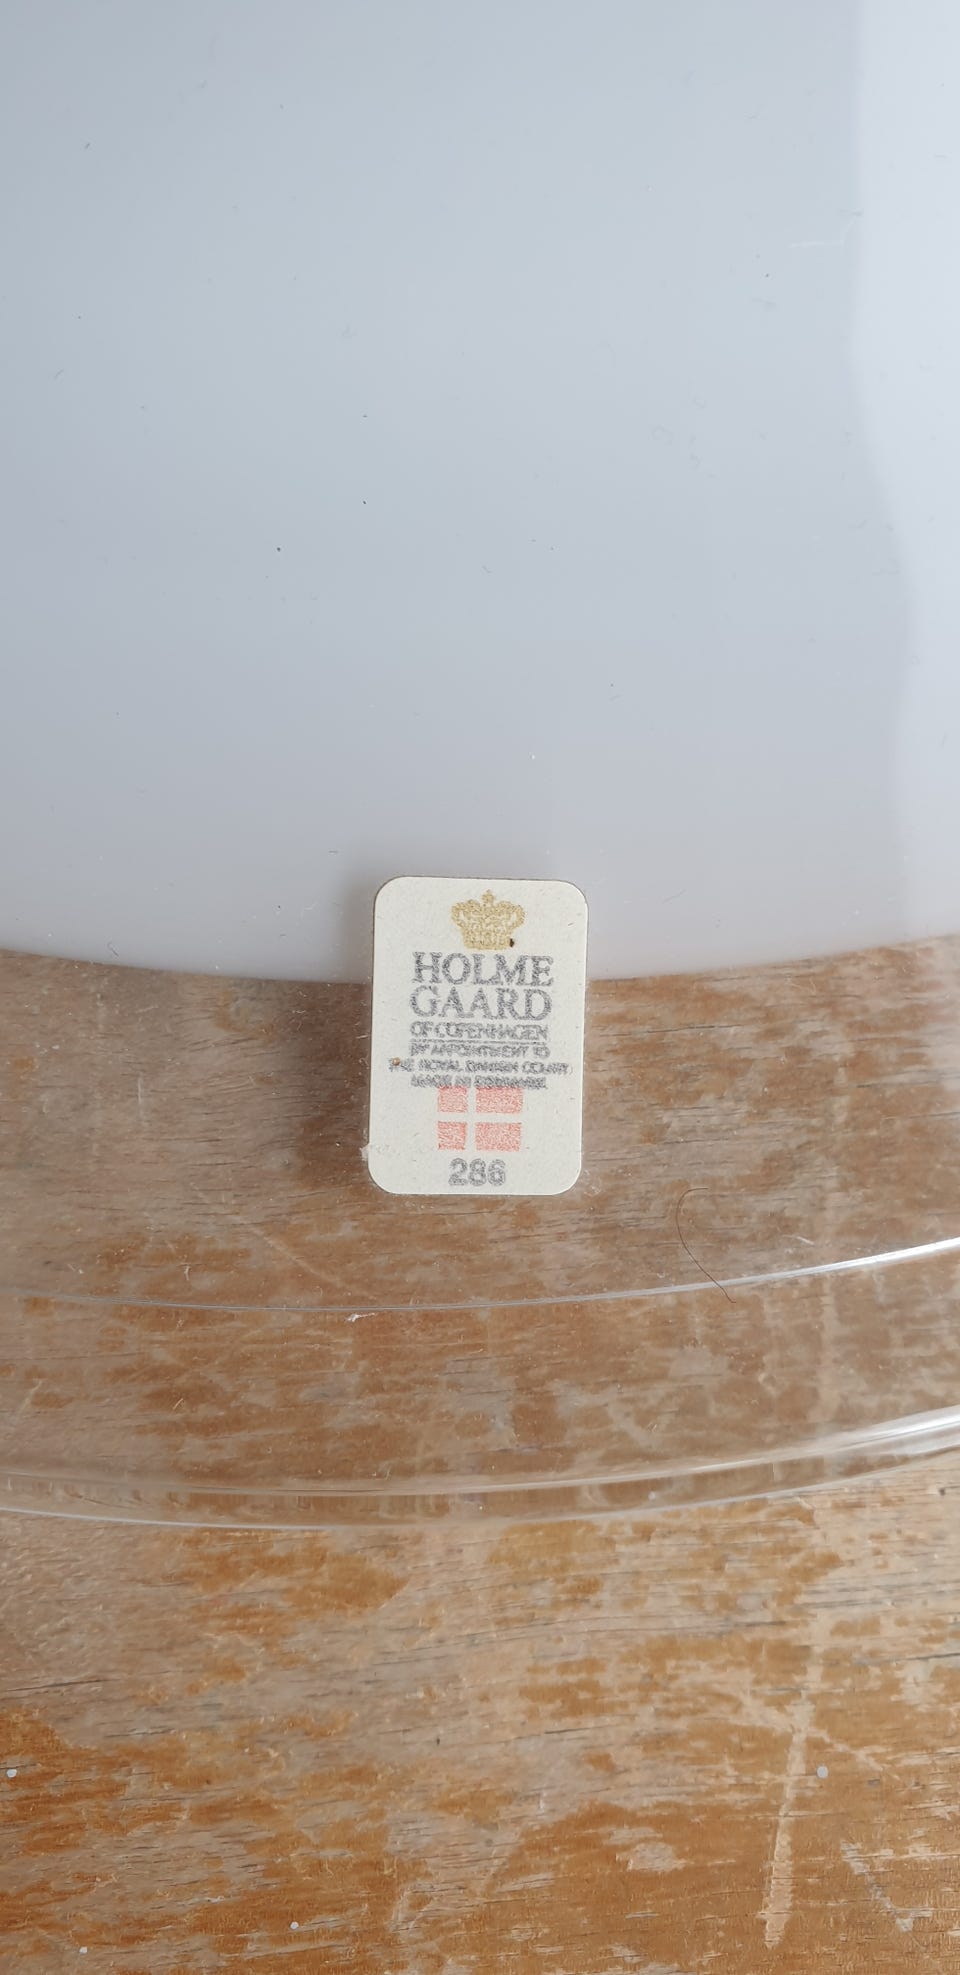 HOLME
GAARD
OF COPENHAGEN
BY APPOINTMENT TO
THE ROYAL DANISH COURT
MADE IN DENMARK
286